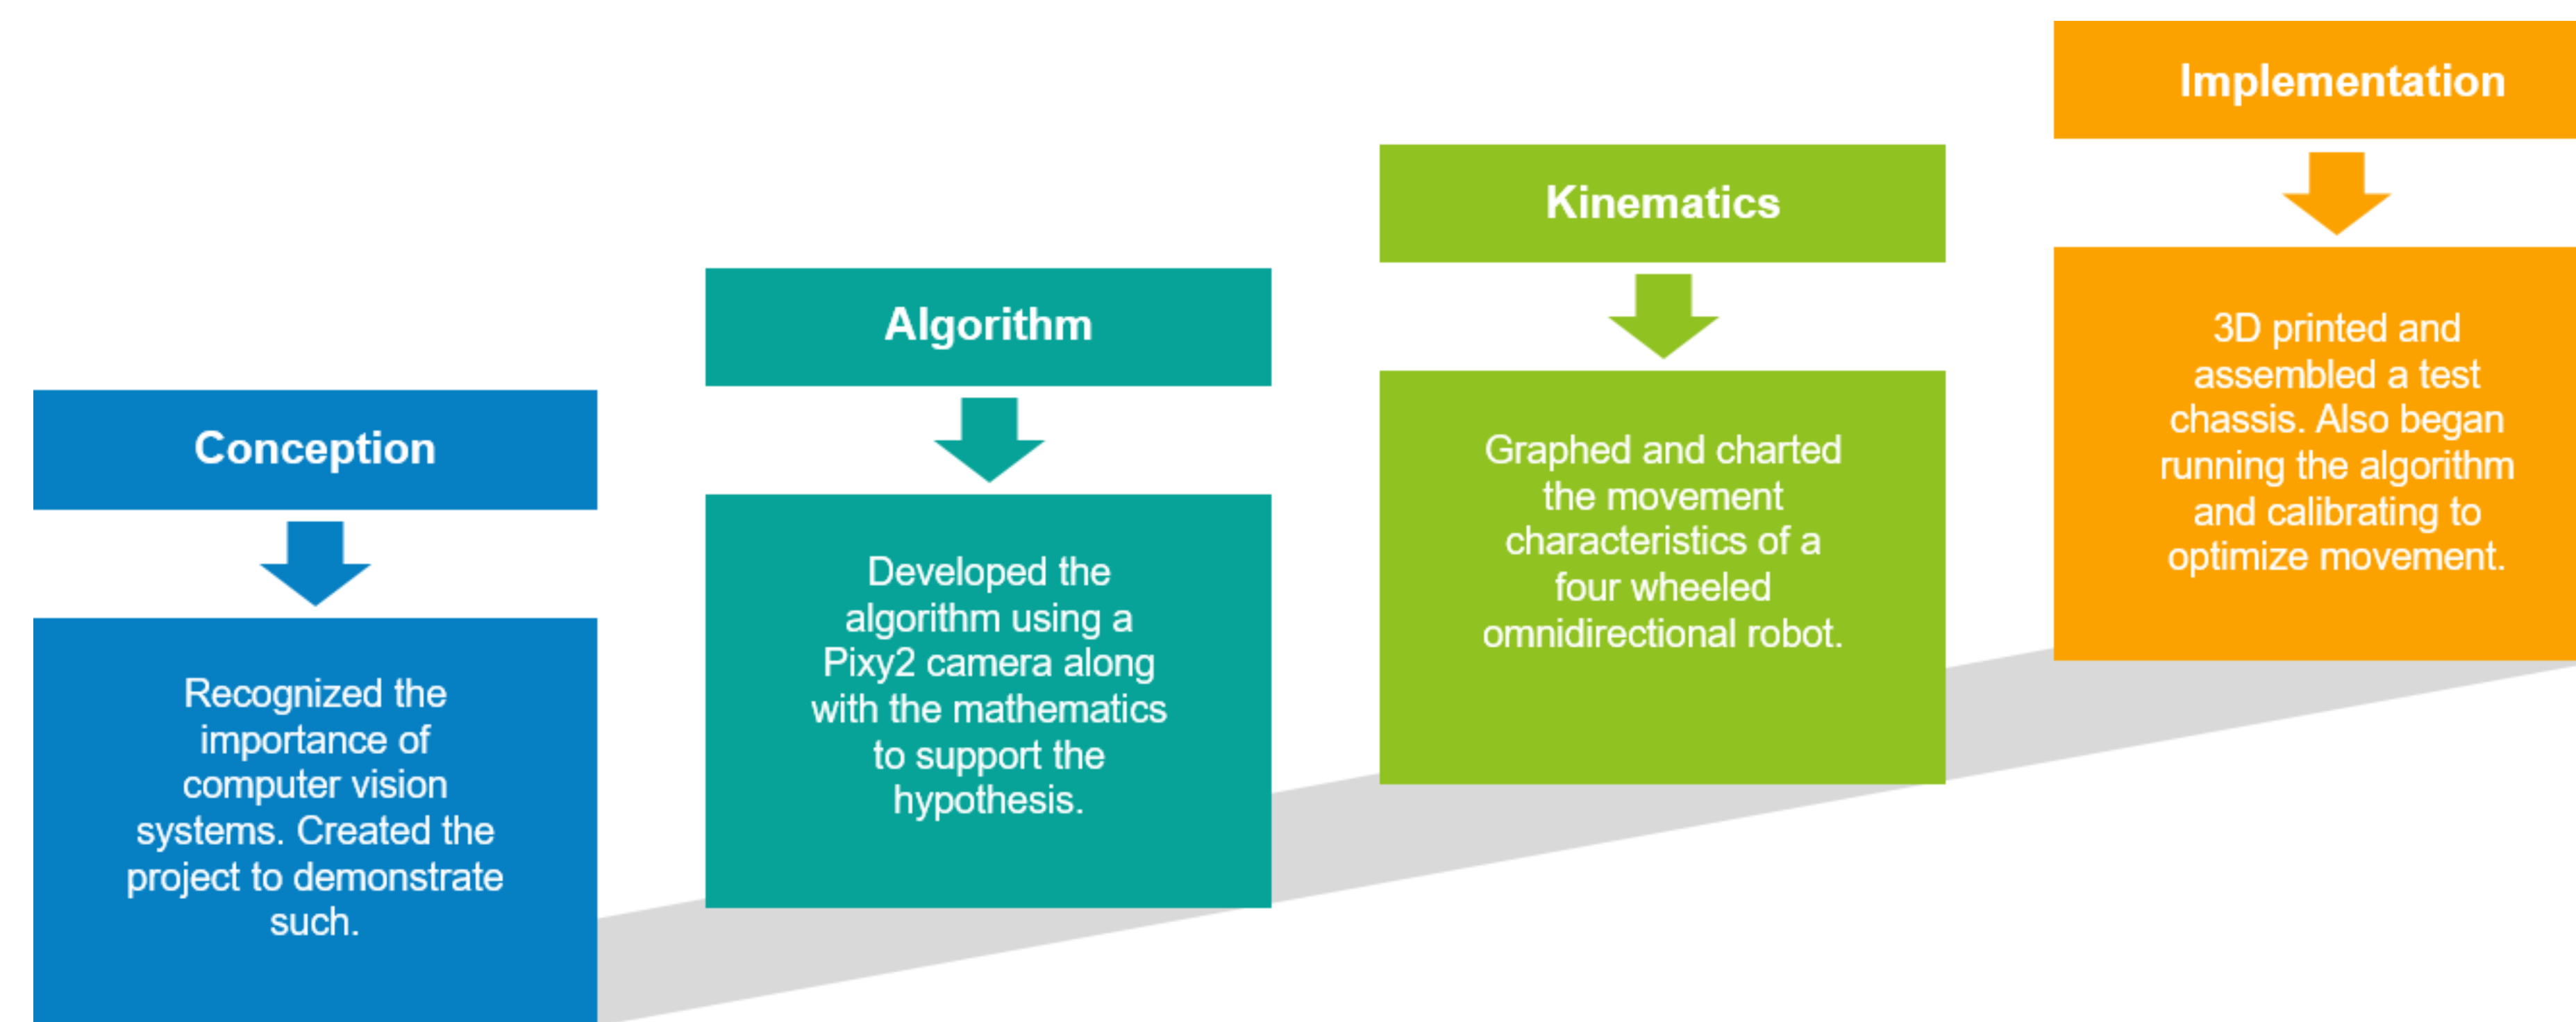 Conception
Recognized the
importance of
computer vision
systems. Created the
project to demonstrate
such.
Algorithm
Developed the
algorithm using a
Pixy2 camera along
with the mathematics
to support the
hypothesis.
Kinematics
Graphed and charted
the movement
characteristics of a
four wheeled
omnidirectional robot.
Implementation
3D printed and
assembled a test
chassis. Also began
running the algorithm
and calibrating to
optimize movement.